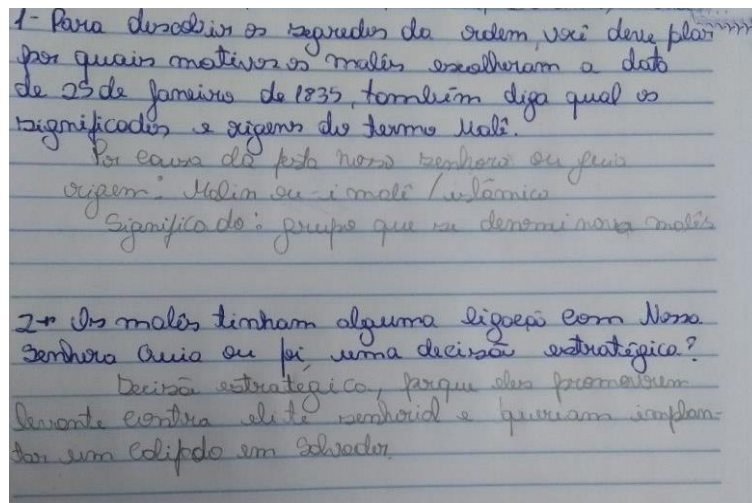 1- Para descobrir os segredos da ordem, você deve
por quais motivos os malês escolheram a data
de 25 de Janeiro de 1835, também diga qual os
significados e origens do termo Malê.
Por causa da festa nossa senhora ou guia
origem: Malin ou imalê / islâmico
Significado: grupo que se denominava malês
2- Os malês tinham alguma ligação com Nossa
Senhora Guia ou foi uma decisão estratégica?
Decisão estratégica, porque eles promoverem
levante contra elite senhorial e queriam implan-
tar um califado em Salvador.